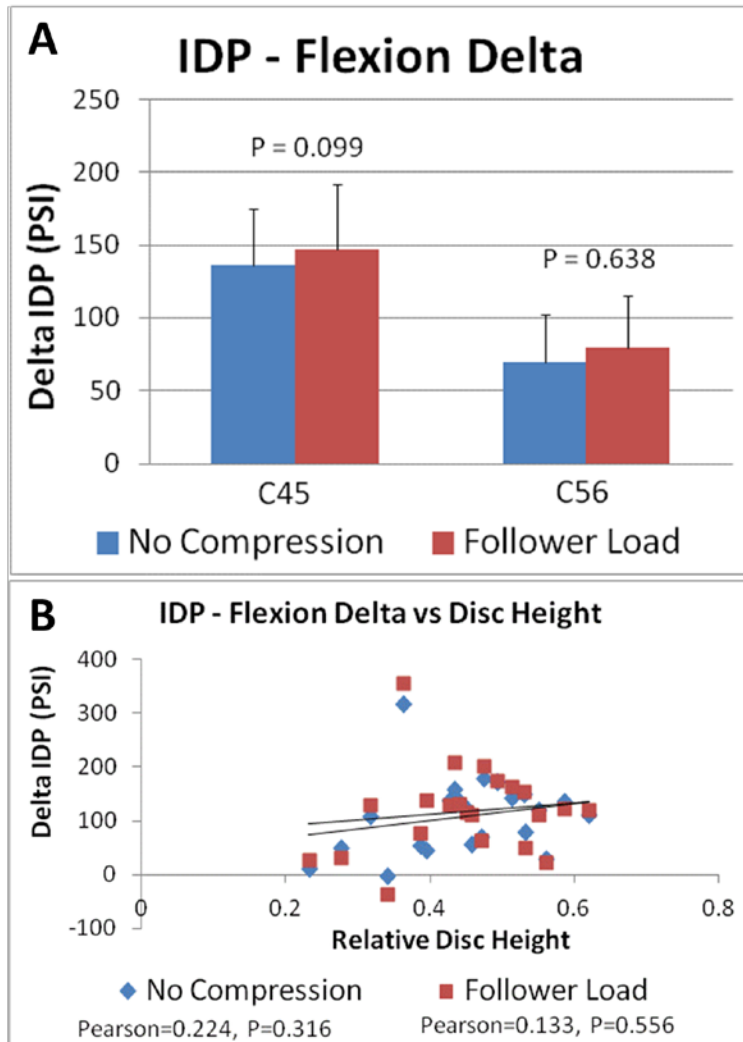 A
IDP - Flexion Delta
Delta IDP (PSI)
250
200
150
100
50
0
P = 0.099
P = 0.638
C45
C56
No Compression
Follower Load
B
IDP - Flexion Delta vs Disc Height
Delta IDP (PSI)
400
300
200
100
0
-100
0
0.2
0.4
0.6
0.8
Relative Disc Height
No Compression
Follower Load
Pearson=0.224, P=0.316
Pearson=0.133, P=0.556